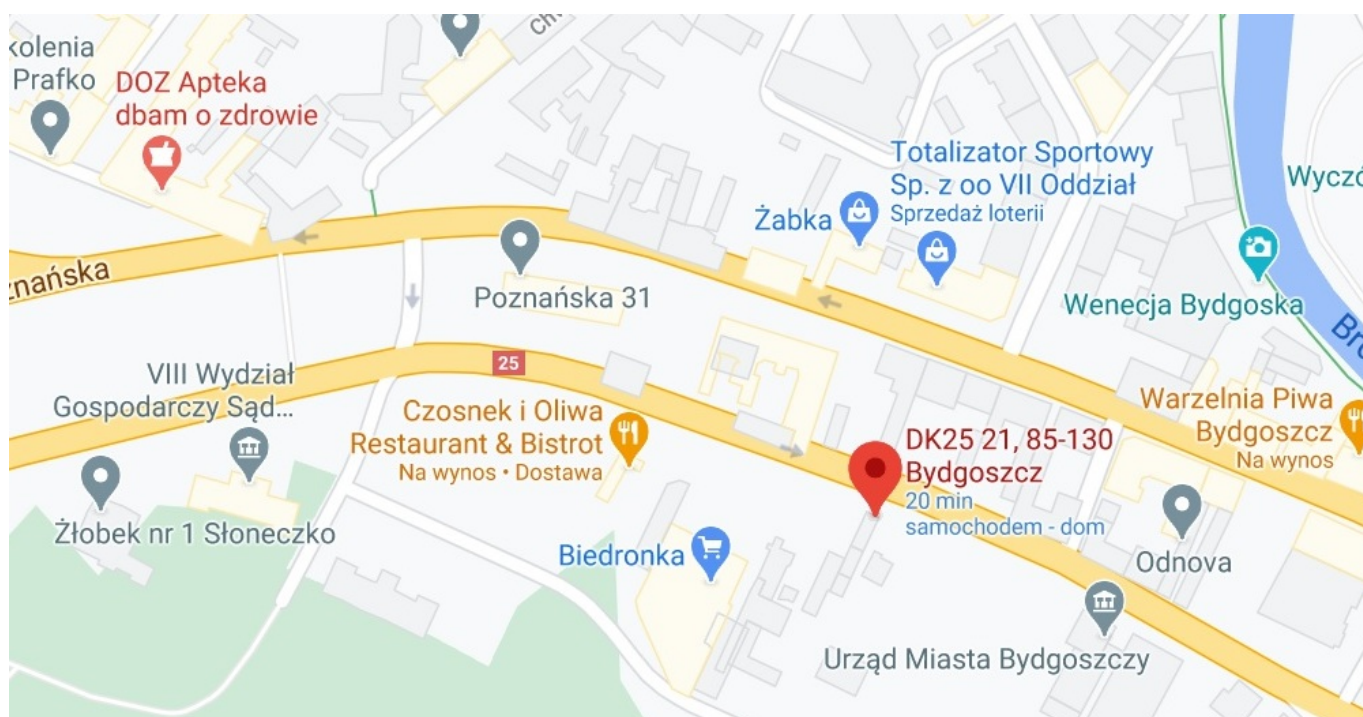 kolenia
Prafko
DOZ Apteka
dbam o zdrowie
Totalizator Sportowy
Sp. z oo VII Oddział
Sprzedaż loterii
Żabka
Wyczó
znańska
Poznańska 31
Wenecja Bydgoska
Brd
25
VIII Wydział
Gospodarczy Sąd...
Czosnek i Oliwa
Restaurant & Bistrot
Na wynos • Dostawa
Warzelnia Piwa
Bydgoszcz
Na wynos
DK25 21, 85-130
Bydgoszcz
20 min
samochodem - dom
Żłobek nr 1 Słoneczko
Biedronka
Odnova
Urząd Miasta Bydgoszczy